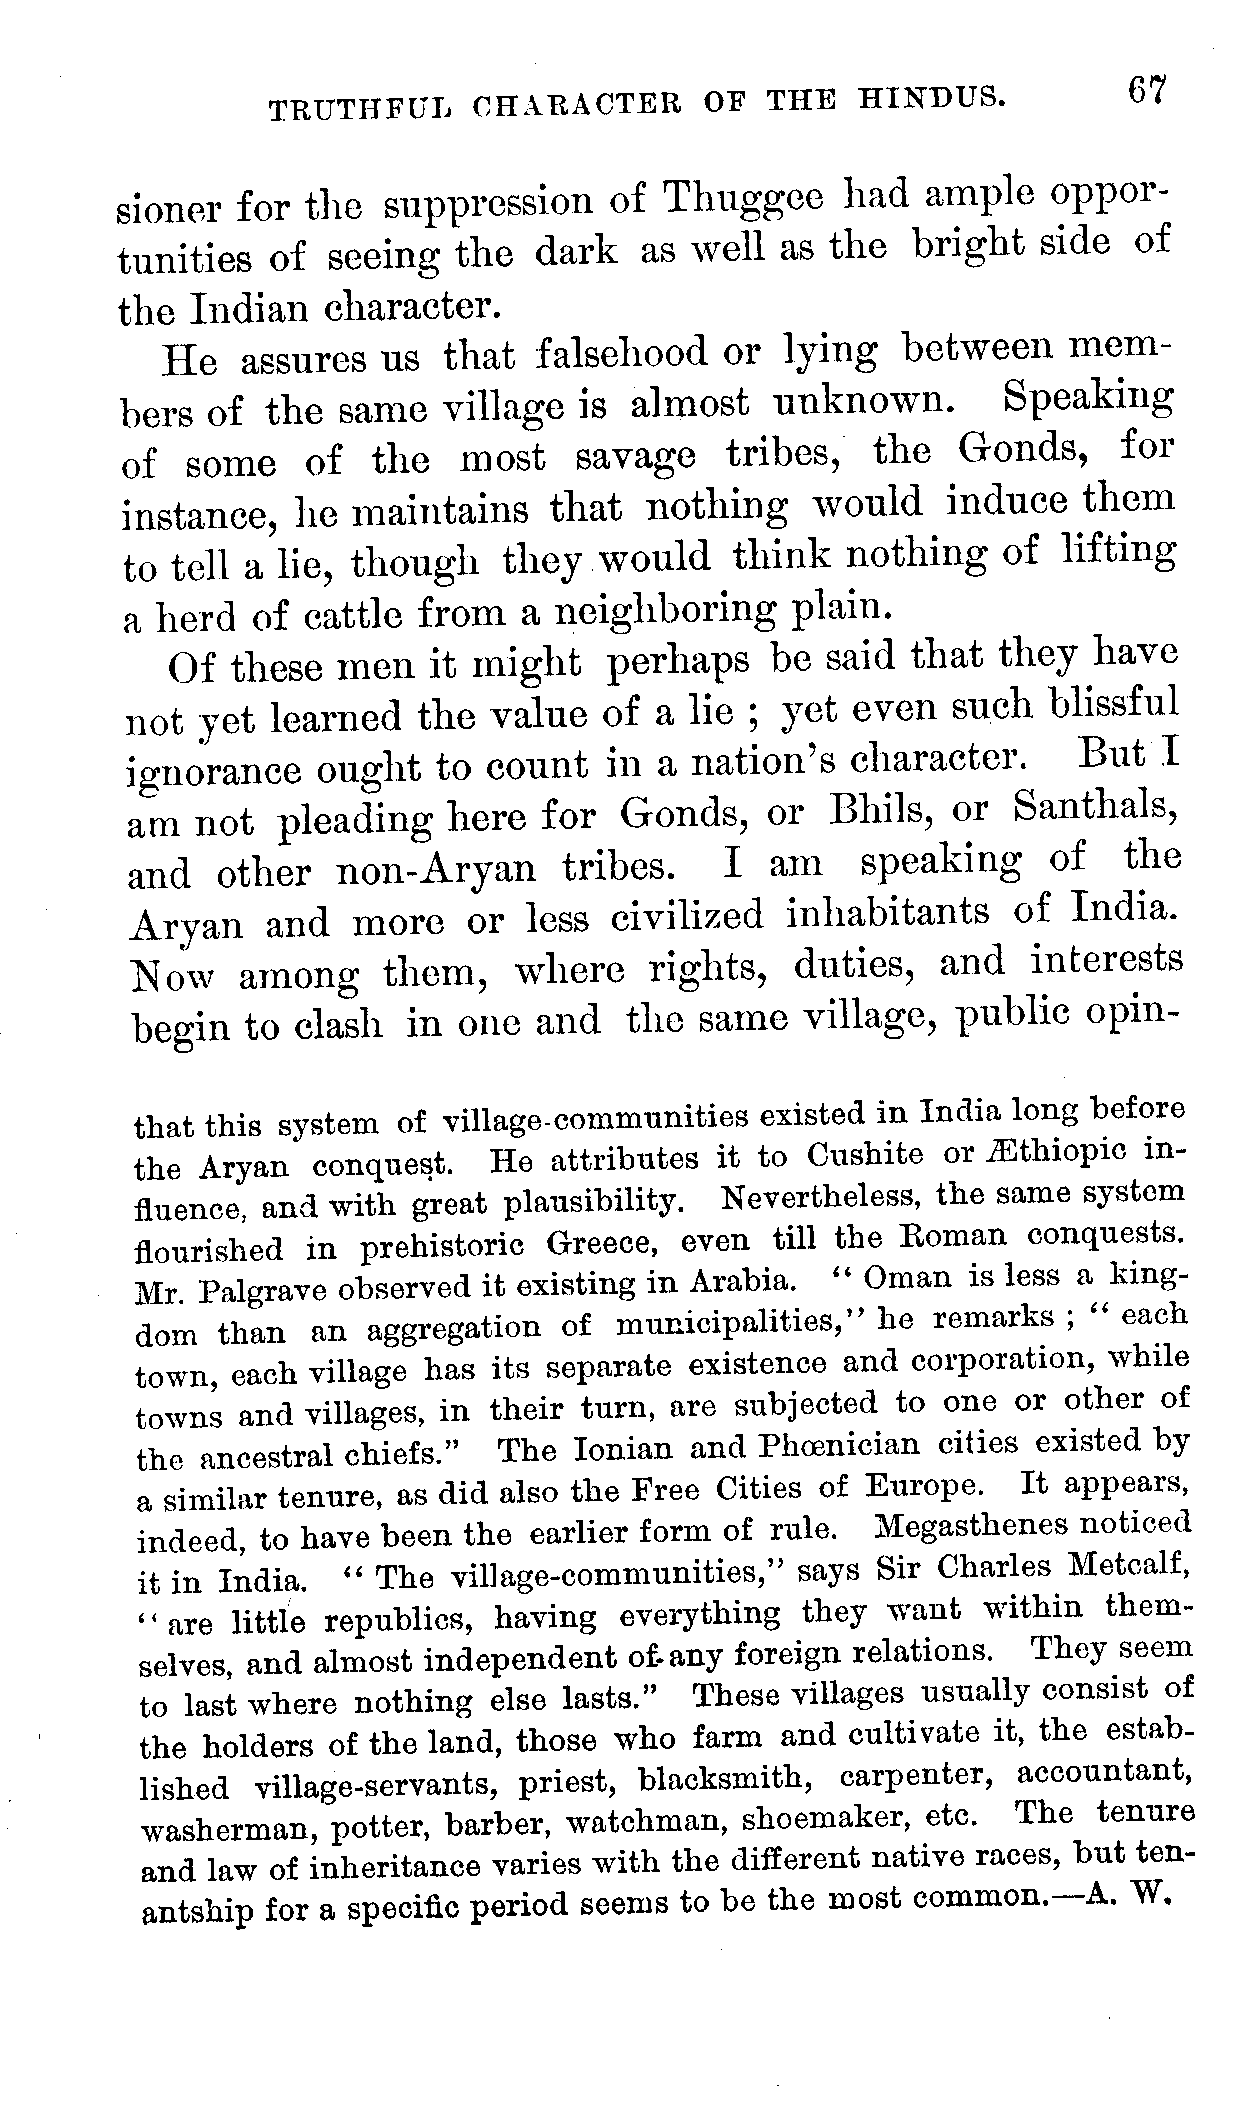 TRUTHFUL CHARACTER OF THE HINDUS. 67
sioner for the suppression of Thuggee had ample oppor-
tunities of seeing the dark as well as the bright side of
the Indian character.
He assures us that falsehood or lying between mem-
bers of the same village is almost unknown. Speaking
of some of the most savage tribes, the Gonds, for
instance, he maintains that nothing would induce them
to tell a lie, though they would think nothing of lifting
a herd of cattle from a neighboring plain.
Of these men it might perhaps be said that they have
not yet learned the value of a lie ; yet even such blissful
ignorance ought to count in a nation's character. But I
am not pleading here for Gonds, or Bhils, or Santhals,
and other non-Aryan tribes. I am speaking of the
Aryan and more or less civilized inhabitants of India.
Now among them, where rights, duties, and interests
begin to clash in one and the same village, public opin-
that this system of village-communities existed in India long before
the Aryan conquest. He attributes it to Cushite or Æthiopic in-
fluence, and with great plausibility. Nevertheless, the same system
flourished in prehistoric Greece, even till the Roman conquests.
Mr. Palgrave observed it existing in Arabia. “ Oman is less a king-
dom than an aggregation of municipalities,” he remarks ; “ each
town, each village has its separate existence and corporation, while
towns and villages, in their turn, are subjected to one or other of
the ancestral chiefs.” The Ionian and Phœnician cities existed by
a similar tenure, as did also the Free Cities of Europe. It appears,
indeed, to have been the earlier form of rule. Megasthenes noticed
it in India. “ The village-communities,” says Sir Charles Metcalf,
“ are little republics, having everything they want within them-
selves, and almost independent of any foreign relations. They seem
to last where nothing else lasts.” These villages usually consist of
the holders of the land, those who farm and cultivate it, the estab-
lished village-servants, priest, blacksmith, carpenter, accountant,
washerman, potter, barber, watchman, shoemaker, etc. The tenure
and law of inheritance varies with the different native races, but ten-
antship for a specific period seems to be the most common.—A. W.